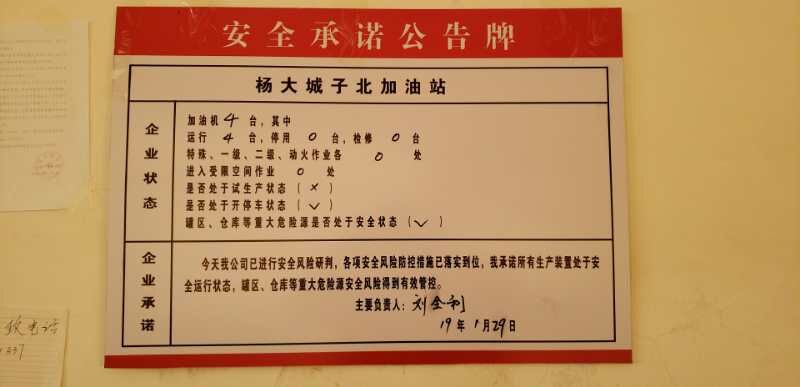 安全承诺公告牌
杨大城子北加油站
企业状态
加油机 4 台，其中
运行 4 台，停用 0 台，检修 0 台
特殊、一级、二级、动火作业各 0 处
进入受限空间作业 0 处
是否处于试生产状态（×）
是否处于开停车状态（✓）
罐区、仓库等重大危险源是否处于安全状态（✓）
企业承诺
今天我公司已进行安全风险研判，各项安全风险防控措施已落实到位，我承诺所有生产装置处于安
全运行状态，罐区、仓库等重大危险源安全风险得到有效管控。
主要负责人：刘全利
19 年 1 月 29 日
电话